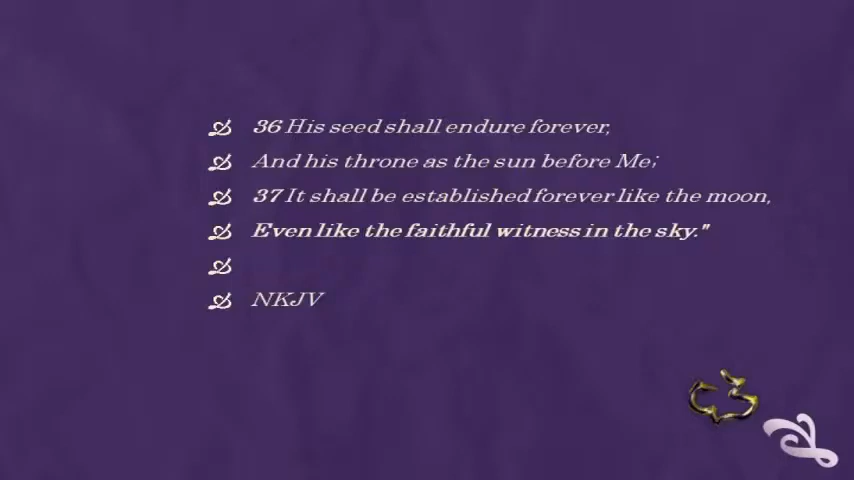 36 His seed shall endure forever,
And his throne as the sun before Me;
37 It shall be established forever like the moon,
Even like the faithful witness in the sky."
NKJV